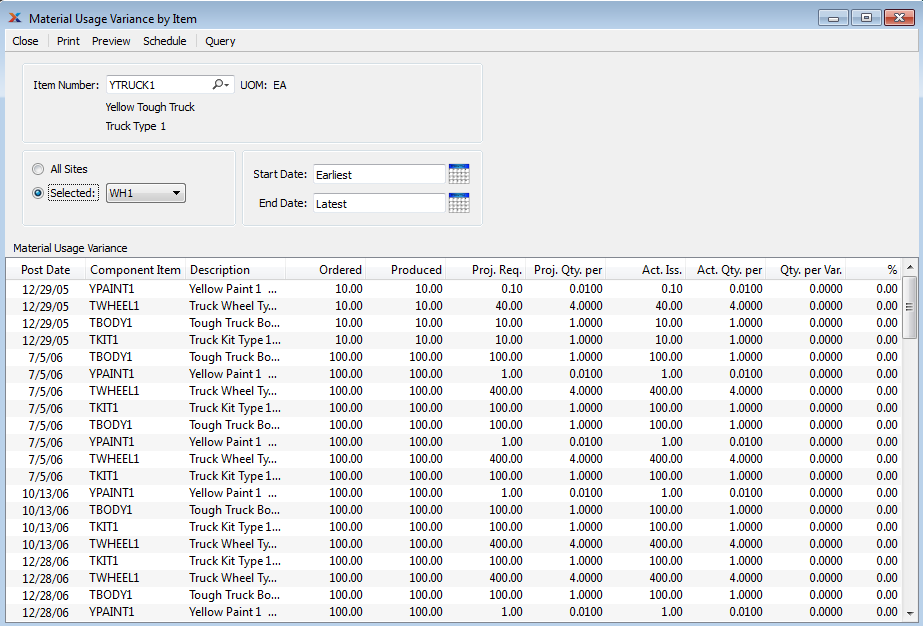 Material Usage Variance by Item
Close Print Preview Schedule Query
Item Number: YTRUCK1 UOM: EA
Yellow Tough Truck
Truck Type 1
All Sites
Selected: WH1
Start Date: Earliest
End Date: Latest
Material Usage Variance
Post Date Component Item Description Ordered Produced Proj. Req. Proj. Qty. per Act. Iss. Act. Qty. per Qty. per Var. %
12/29/05 YPAINT1 Yellow Paint 1 ... 10.00 10.00 0.10 0.0100 0.10 0.0100 0.0000 0.00
12/29/05 TWHEEL1 Truck Wheel Ty... 10.00 10.00 40.00 4.0000 40.00 4.0000 0.0000 0.00
12/29/05 TBODY1 Tough Truck Bo... 10.00 10.00 10.00 1.0000 10.00 1.0000 0.0000 0.00
12/29/05 TKIT1 Truck Kit Type 1... 10.00 10.00 10.00 1.0000 10.00 1.0000 0.0000 0.00
7/5/06 TBODY1 Tough Truck Bo... 100.00 100.00 100.00 1.0000 100.00 1.0000 0.0000 0.00
7/5/06 YPAINT1 Yellow Paint 1 ... 100.00 100.00 1.00 0.0100 1.00 0.0100 0.0000 0.00
7/5/06 TWHEEL1 Truck Wheel Ty... 100.00 100.00 400.00 4.0000 400.00 4.0000 0.0000 0.00
7/5/06 TKIT1 Truck Kit Type 1... 100.00 100.00 100.00 1.0000 100.00 1.0000 0.0000 0.00
7/5/06 TBODY1 Tough Truck Bo... 100.00 100.00 100.00 1.0000 100.00 1.0000 0.0000 0.00
7/5/06 YPAINT1 Yellow Paint 1 ... 100.00 100.00 1.00 0.0100 1.00 0.0100 0.0000 0.00
7/5/06 TWHEEL1 Truck Wheel Ty... 100.00 100.00 400.00 4.0000 400.00 4.0000 0.0000 0.00
7/5/06 TKIT1 Truck Kit Type 1... 100.00 100.00 100.00 1.0000 100.00 1.0000 0.0000 0.00
10/13/06 YPAINT1 Yellow Paint 1 ... 100.00 100.00 1.00 0.0100 1.00 0.0100 0.0000 0.00
10/13/06 TBODY1 Tough Truck Bo... 100.00 100.00 100.00 1.0000 100.00 1.0000 0.0000 0.00
10/13/06 TKIT1 Truck Kit Type 1... 100.00 100.00 100.00 1.0000 100.00 1.0000 0.0000 0.00
10/13/06 TWHEEL1 Truck Wheel Ty... 100.00 100.00 400.00 4.0000 400.00 4.0000 0.0000 0.00
12/28/06 TKIT1 Truck Kit Type 1... 100.00 100.00 100.00 1.0000 100.00 1.0000 0.0000 0.00
12/28/06 TWHEEL1 Truck Wheel Ty... 100.00 100.00 400.00 4.0000 400.00 4.0000 0.0000 0.00
12/28/06 TBODY1 Tough Truck Bo... 100.00 100.00 100.00 1.0000 100.00 1.0000 0.0000 0.00
12/28/06 YPAINT1 Yellow Paint 1 ... 100.00 100.00 1.00 0.0100 1.00 0.0100 0.0000 0.00